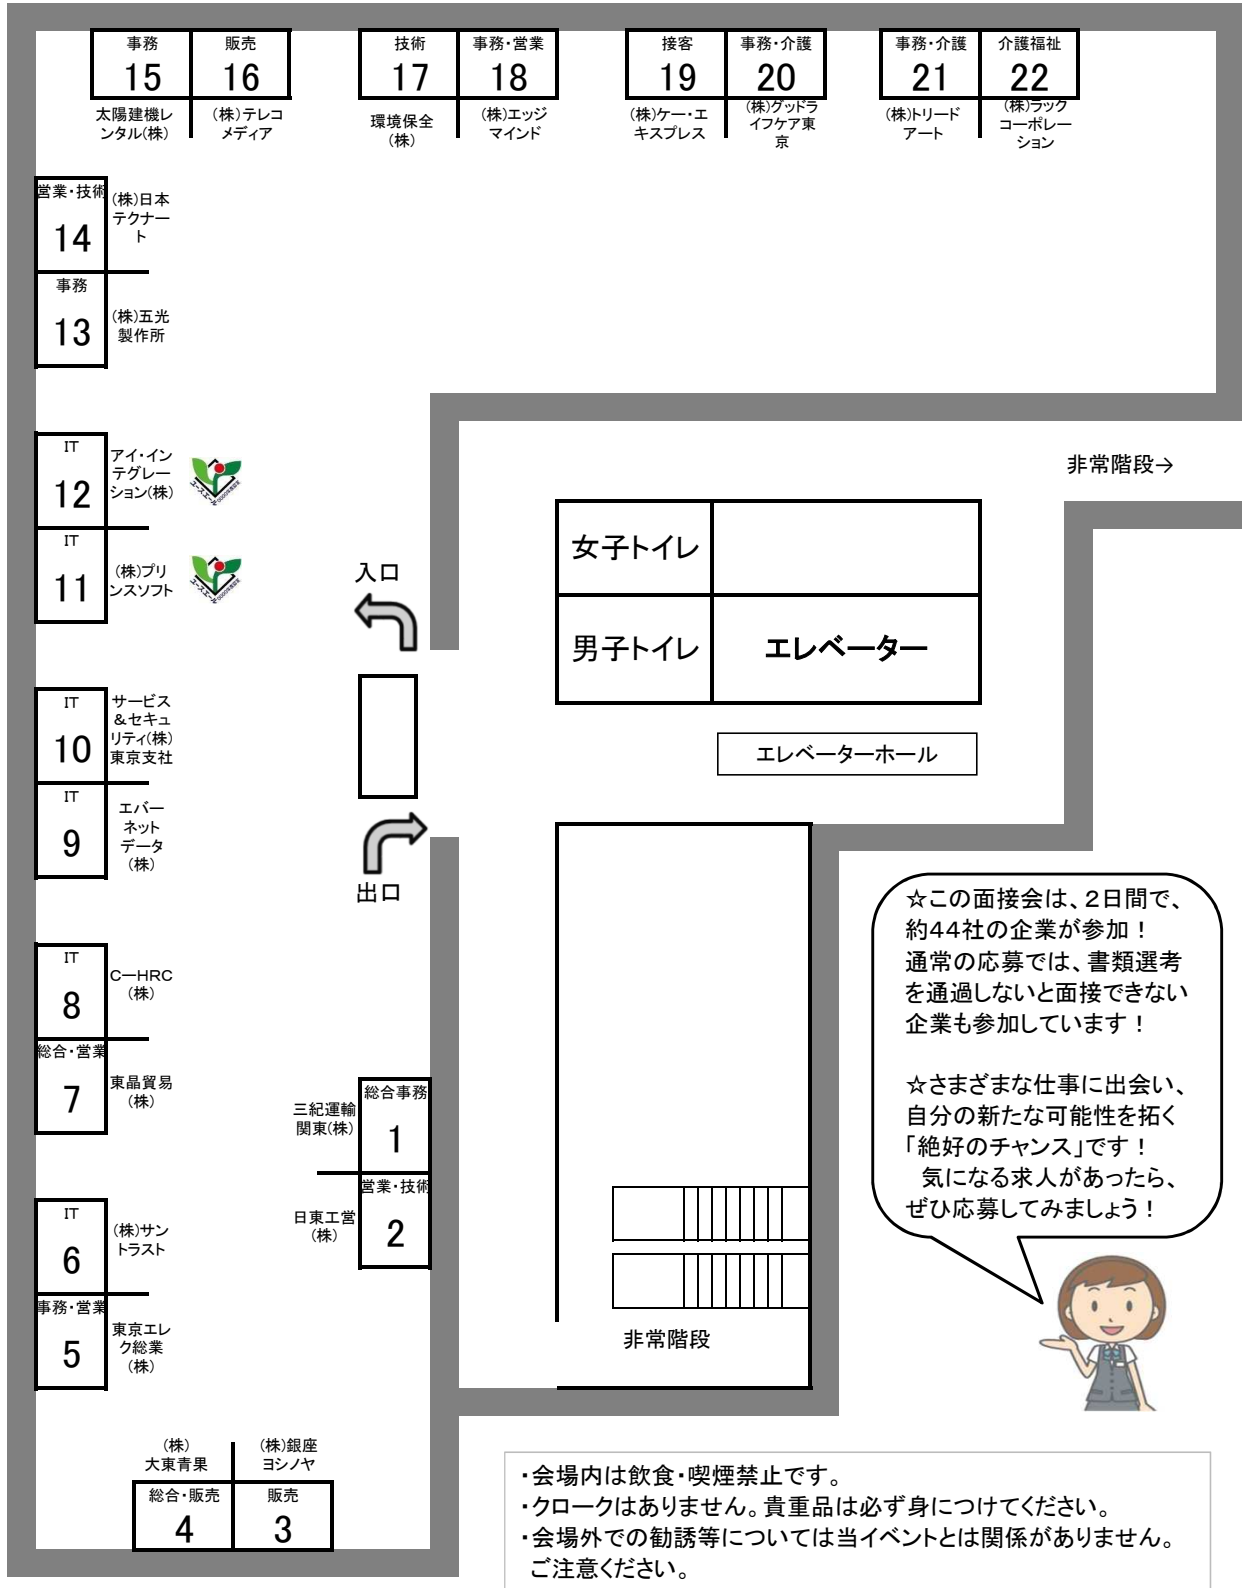 事務
15
太陽建機レ
ンタル(株)
販売
16
(株)テレコ
メディア
技術
17
環境保全
(株)
事務・営業
18
(株)エッジ
マインド
接客
19
(株)ケー・エ
キスプレス
事務・介護
20
(株)グッドラ
イフケア東
京
事務・介護
21
(株)トリード
アート
介護福祉
22
(株)ラック
コーポレー
ション
営業・技術
14
(株)日本
テクナー
ト
事務
13
(株)五光
製作所
IT
12
アイ・イン
テグレー
ション(株)
IT
11
(株)プリ
ンスソフト
入口
女子トイレ
男子トイレ
エレベーター
エレベーターホール
非常階段→
IT
10
サービス
&セキュ
リティ(株)
東京支社
IT
9
エバー
ネット
データ
(株)
出口
IT
8
C―HRC
(株)
総合・営業
7
東晶貿易
(株)
総合事務
1
三紀運輸
関東(株)
営業・技術
2
日東工営
(株)
IT
6
(株)サン
トラスト
事務・営業
5
東京エレ
ク総業
(株)
非常階段
(株)
大東青果
総合・販売
4
(株)銀座
ヨシノヤ
販売
3
☆この面接会は、2日間で、
約44社の企業が参加!
通常の応募では、書類選考
を通過しないと面接できない
企業も参加しています!
☆さまざまな仕事に出会い、
自分の新たな可能性を拓く
「絶好のチャンス」です!
気になる求人があったら、
ぜひ応募してみましょう!
・会場内は飲食・喫煙禁止です。
・クロークはありません。貴重品は必ず身につけてください。
・会場外での勧誘等については当イベントとは関係がありません。
ご注意ください。